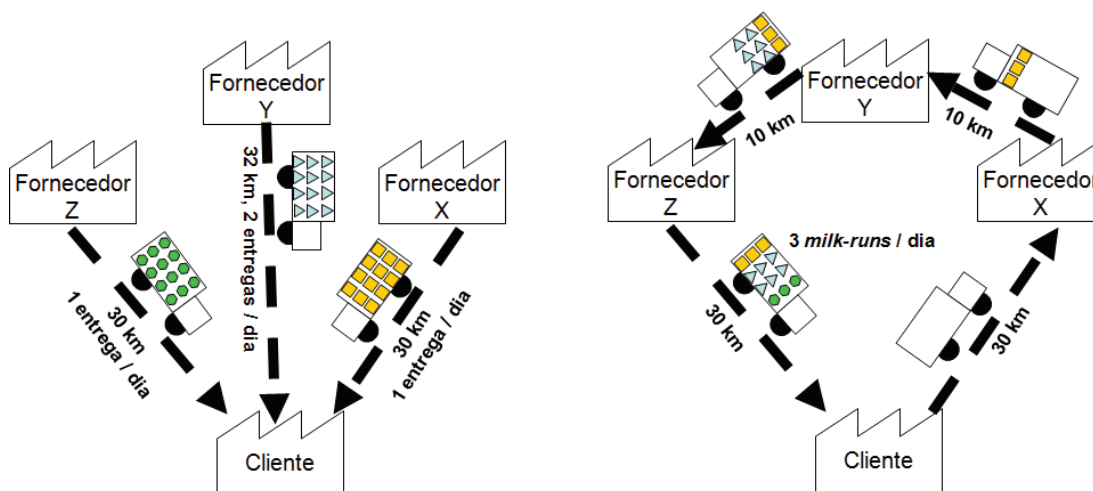 Fornecedor
Y
Fornecedor
Z
Fornecedor
X
32 km, 2 entregas / dia
30 km
1 entrega / dia
30 km
1 entrega / dia
Cliente
Fornecedor
Y
10 km
10 km
Fornecedor
Z
Fornecedor
X
3 milk-runs / dia
30 km
30 km
Cliente